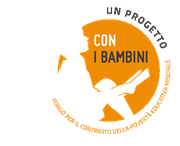 UN PROGETTO
CON
I BAMBINI
FONDO PER IL CONTRASTO DELLA POVERTÀ EDUCATIVA MINORILE